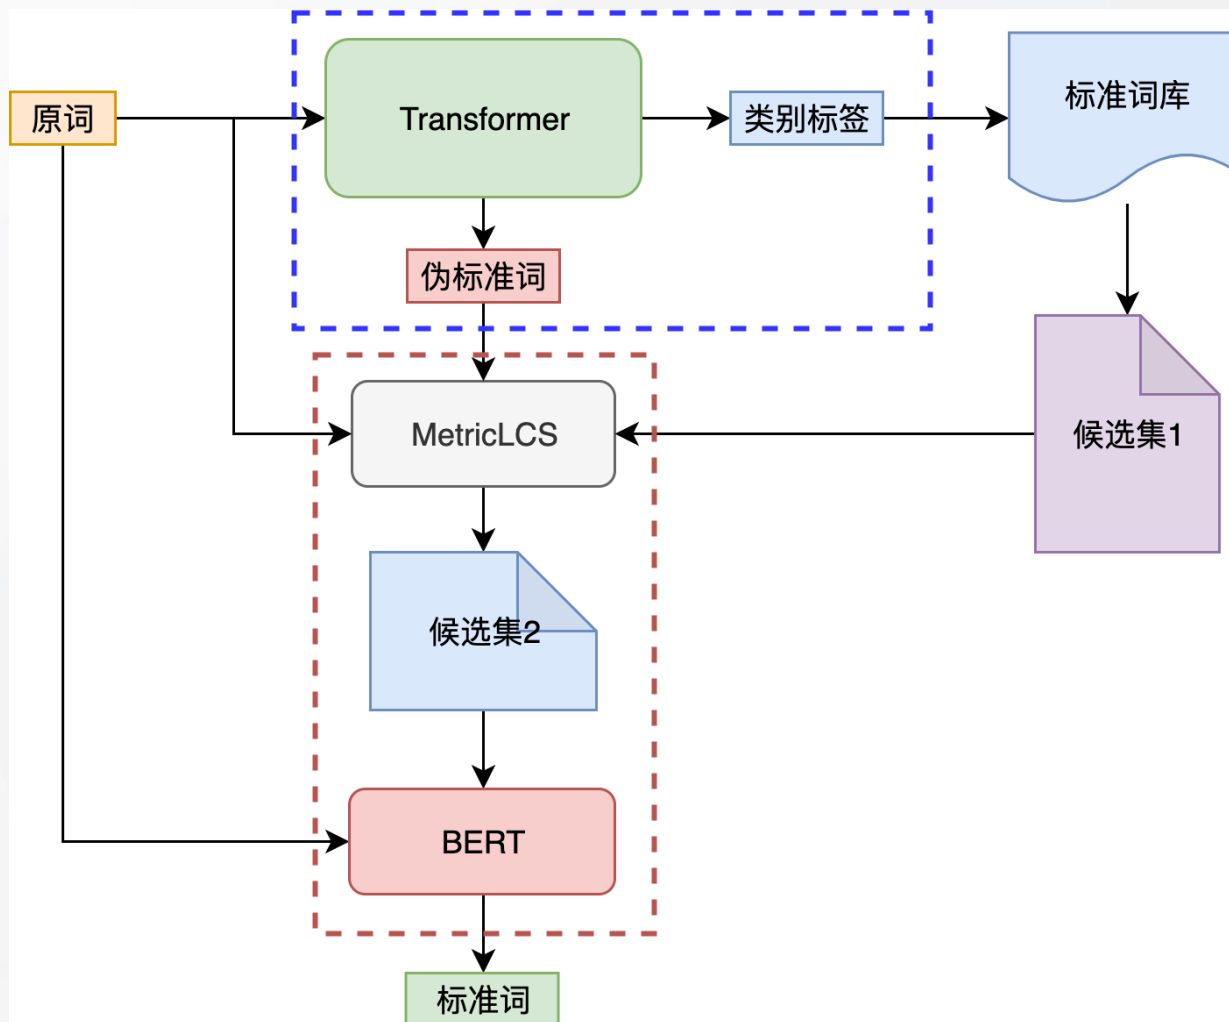 原词
Transformer
类别标签
标准词库
伪标准词
MetricLCS
候选集1
候选集2
BERT
标准词